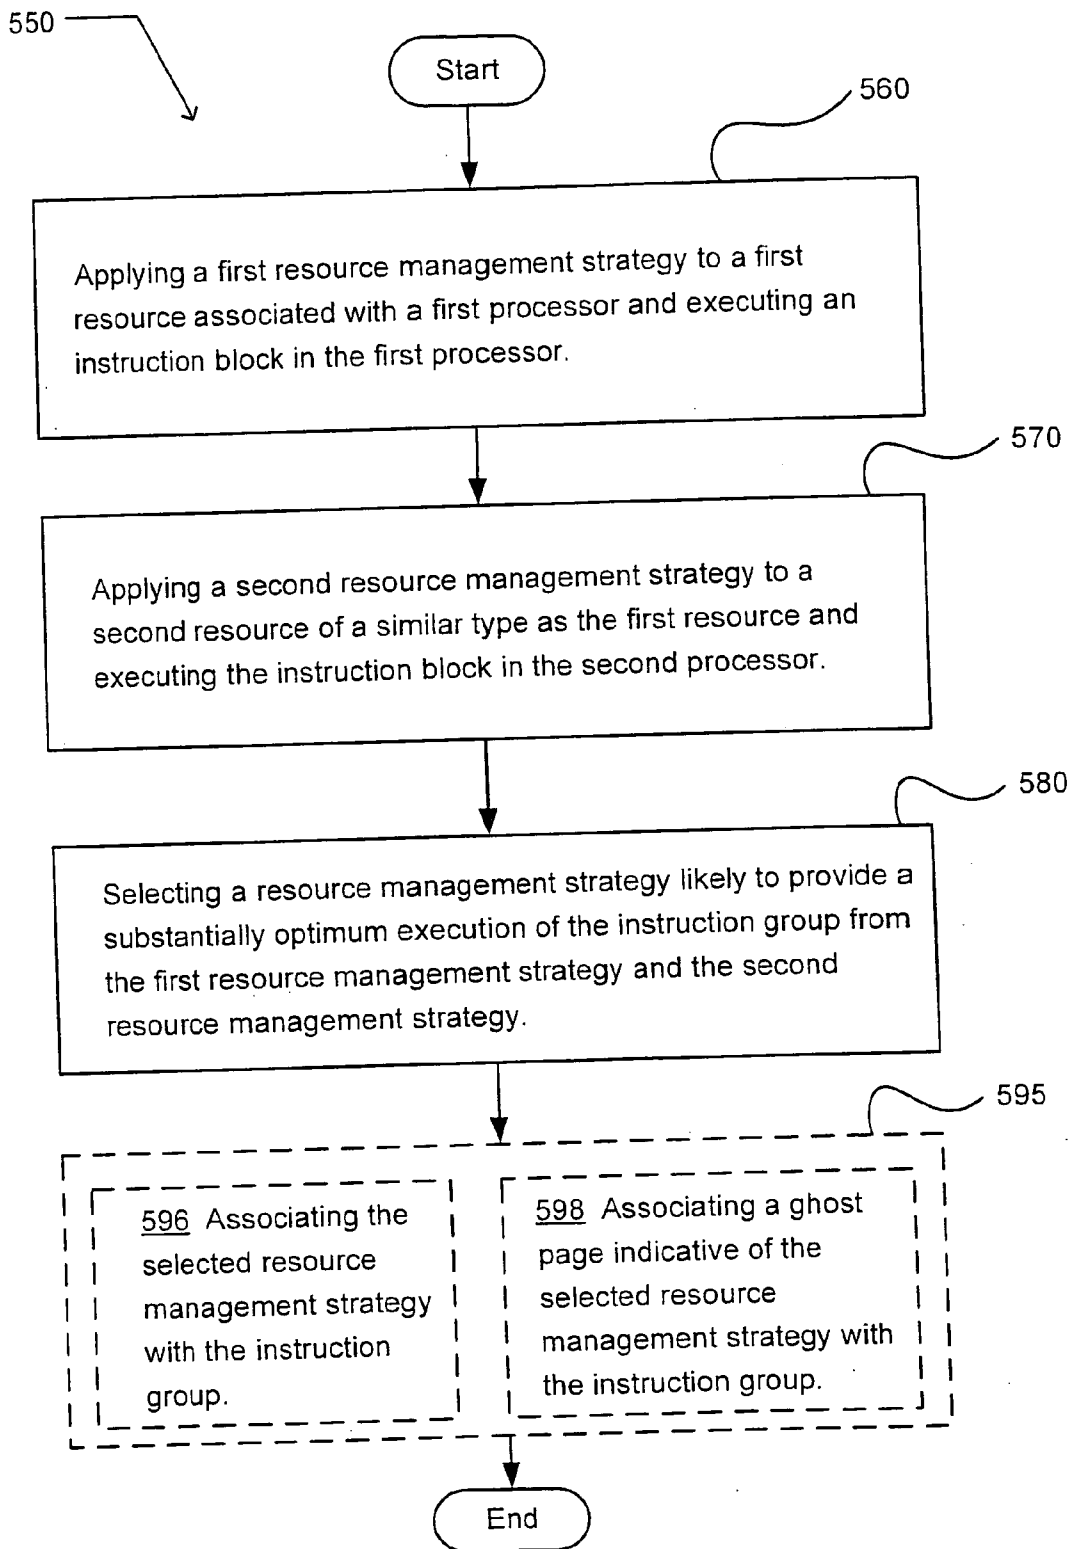 550
Start
560
Applying a first resource management strategy to a first
resource associated with a first processor and executing an
instruction block in the first processor.
570
Applying a second resource management strategy to a
second resource of a similar type as the first resource and
executing the instruction block in the second processor.
580
Selecting a resource management strategy likely to provide a
substantially optimum execution of the instruction group from
the first resource management strategy and the second
resource management strategy.
595
596 Associating the
selected resource
management strategy
with the instruction
group.
598 Associating a ghost
page indicative of the
selected resource
management strategy with
the instruction group.
End